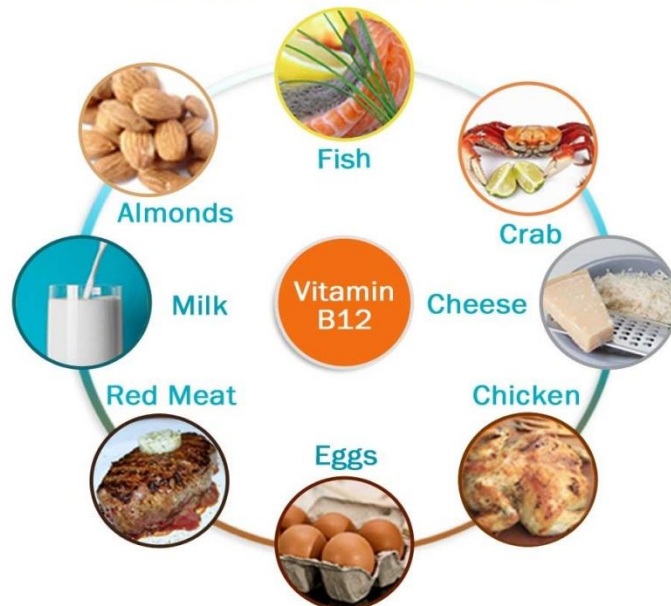 Fish
Almonds
Crab
Milk
Vitamin
B12
Cheese
Red Meat
Chicken
Eggs